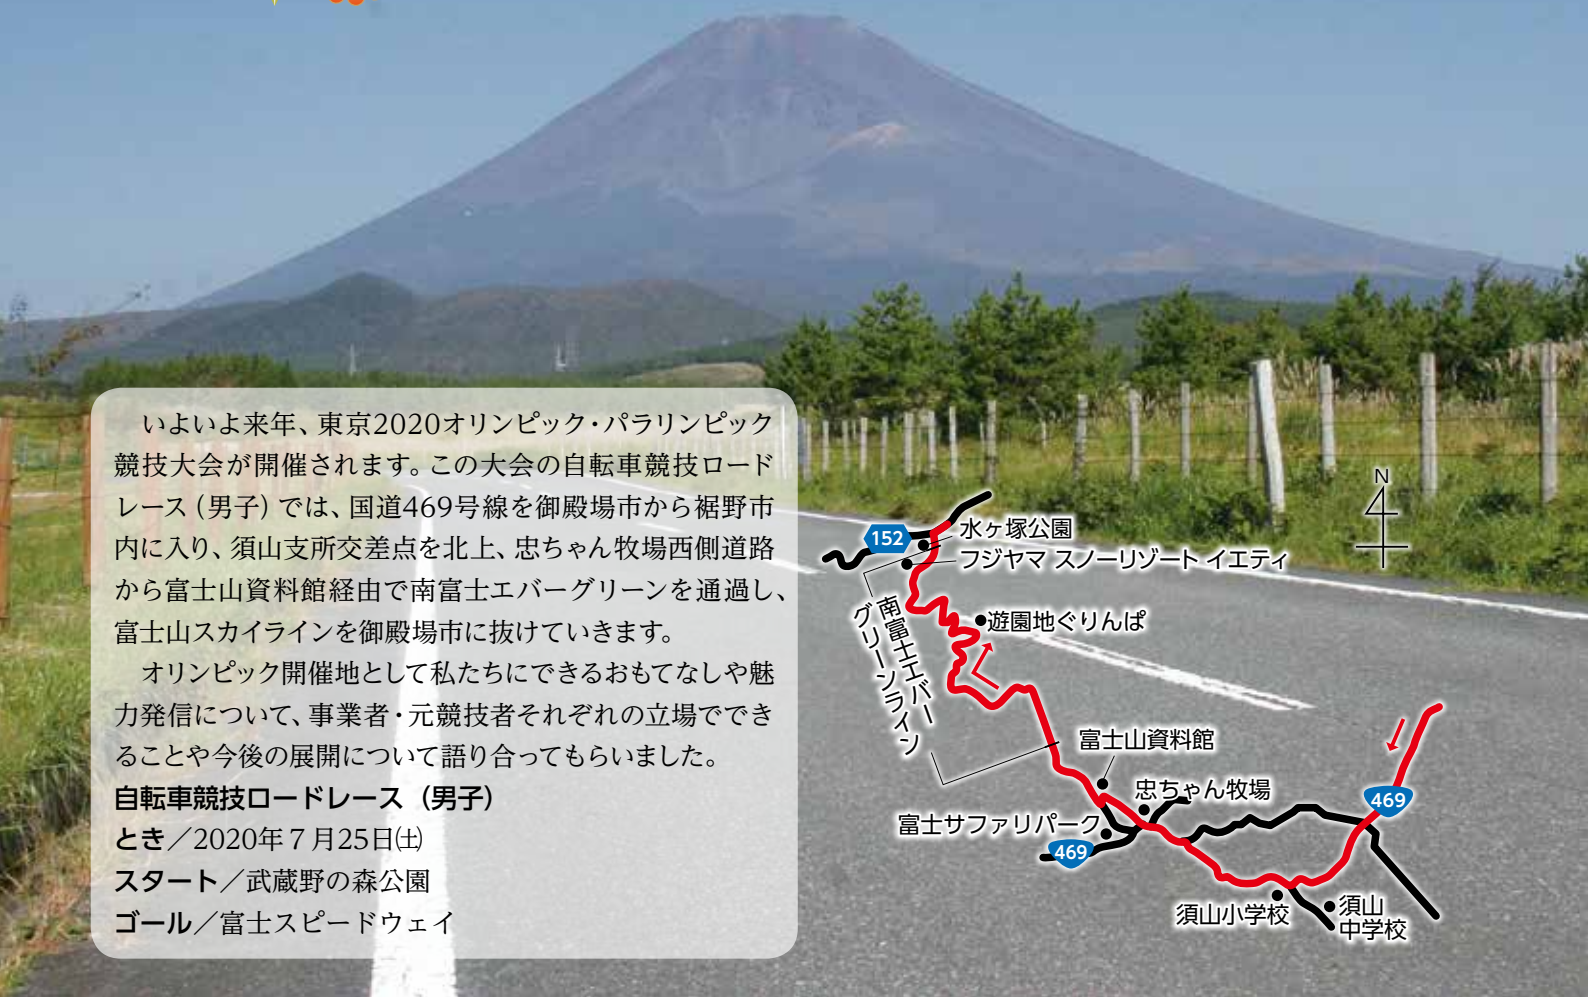 いよいよ来年、東京2020オリンピック・パラリンピック
競技大会が開催されます。この大会の自転車競技ロード
レース（男子）では、国道469号線を御殿場市から裾野市
内に入り、須山支所交差点を北上、忠ちゃん牧場西側道路
から富士山資料館経由で南富士エバーグリーンを通過し、
富士山スカイラインを御殿場市に抜けていきます。
オリンピック開催地として私たちにできるおもてなしや魅
力発信について、事業者・元競技者それぞれの立場ででき
ることや今後の展開について語り合ってもらいました。
自転車競技ロードレース（男子）
とき／2020年７月25日㈯
スタート／武蔵野の森公園
ゴール／富士スピードウェイ
N
152
水ヶ塚公園
フジヤマ スノーリゾート イエティ
南富士エバー
グリーンライン
遊園地ぐりんぱ
富士山資料館
忠ちゃん牧場
469
富士サファリパーク
469
須山小学校
須山
中学校